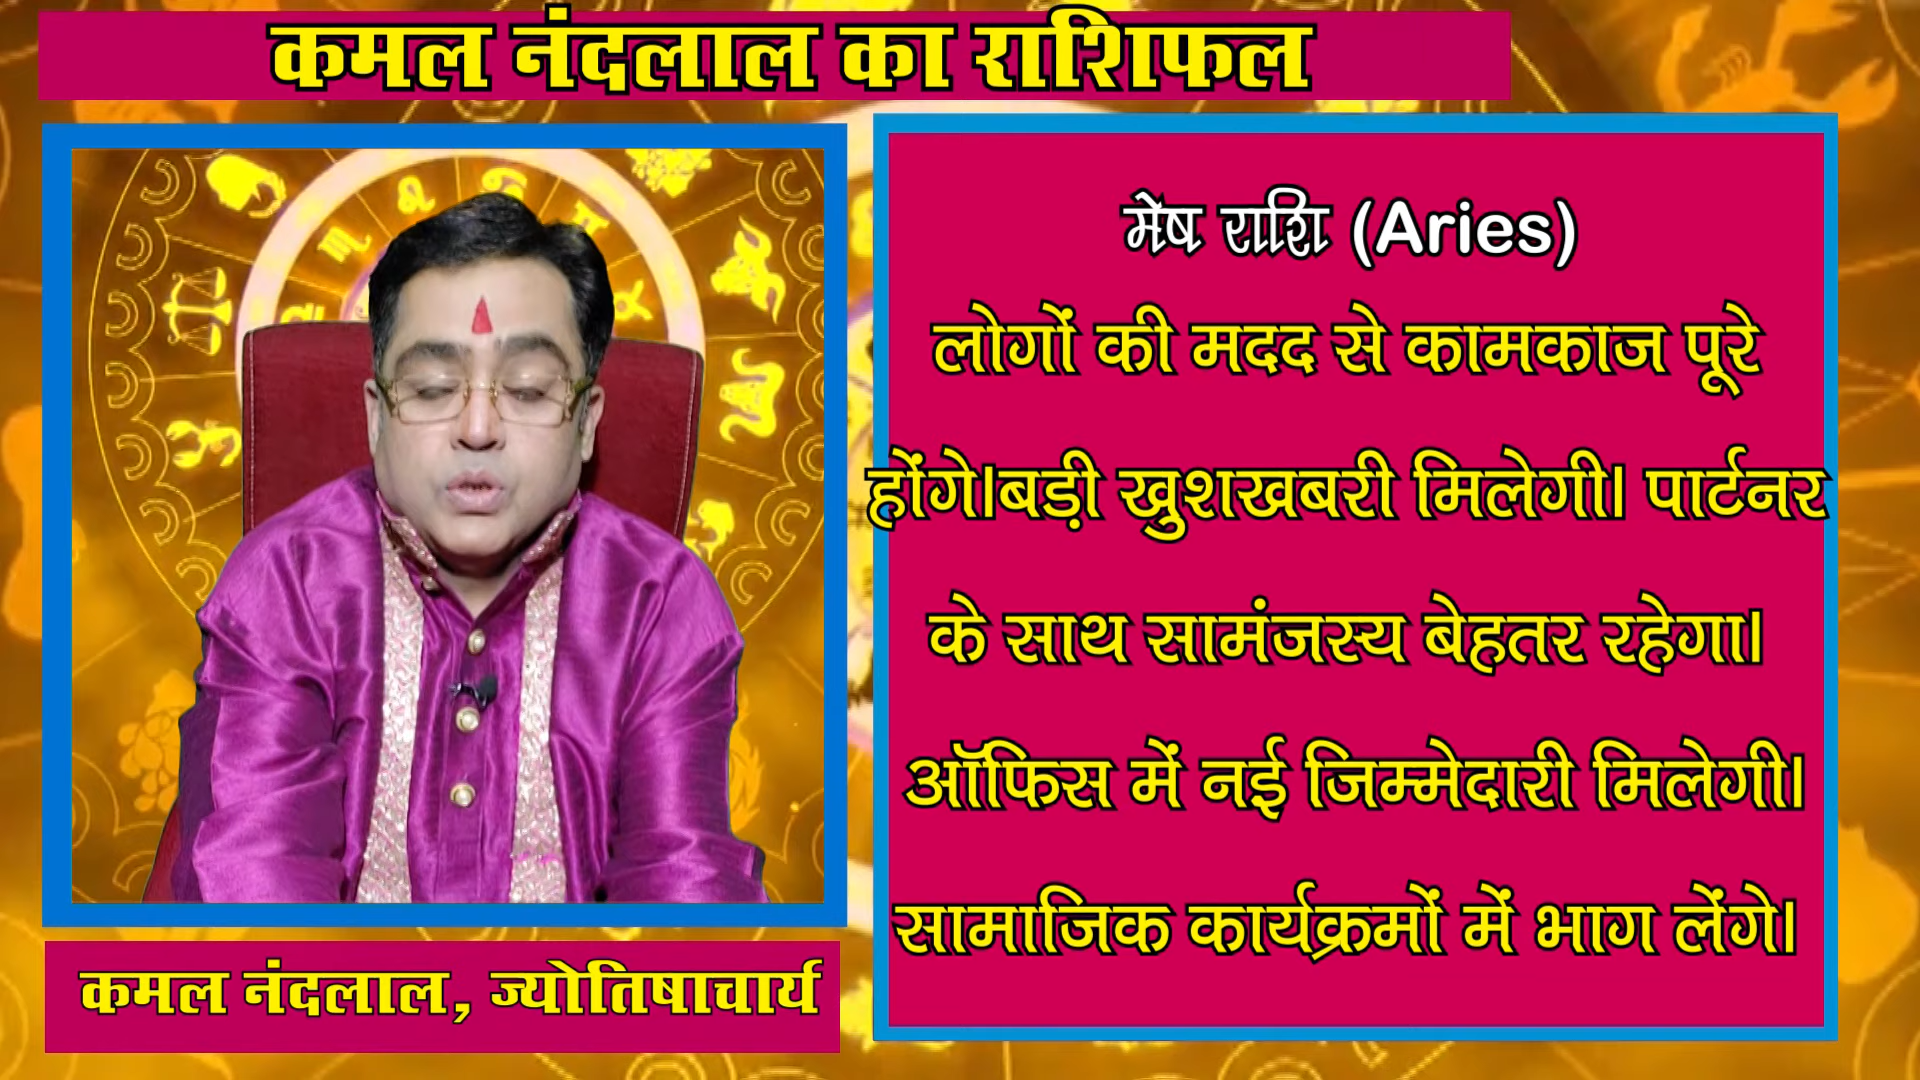 कमल नंदलाल का राशिफल
मेष राशि (Aries)
लोगों की मदद से कामकाज पूरे
होंगे।बड़ी खुशखबरी मिलेगी। पार्टनर
के साथ सामंजस्य बेहतर रहेगा।
ऑफिस में नई जिम्मेदारी मिलेगी।
सामाजिक कार्यक्रमों में भाग लेंगे।
कमल नंदलाल, ज्योतिषाचार्य